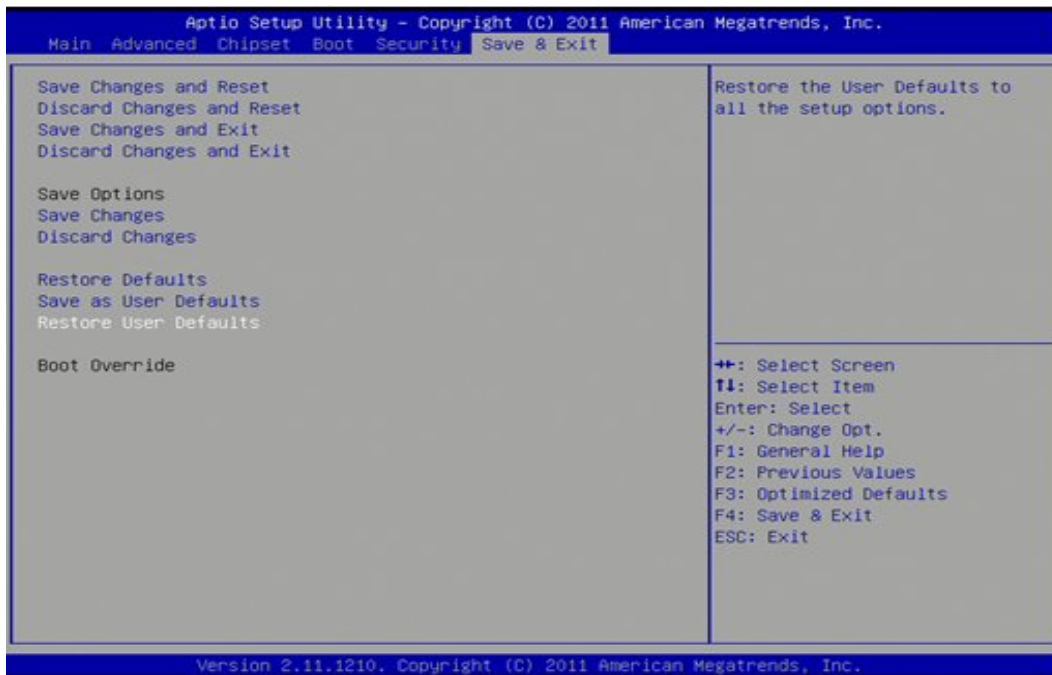 Aptio Setup Utility – Copyright (C) 2011 American Megatrends, Inc.
Main Advanced Chipset Boot Security Save & Exit
Save Changes and Reset
Discard Changes and Reset
Save Changes and Exit
Discard Changes and Exit
Save Options
Save Changes
Discard Changes
Restore Defaults
Save as User Defaults
Restore User Defaults
Boot Override
Restore the User Defaults to
all the setup options.
→←: Select Screen
↑↓: Select Item
Enter: Select
+/-: Change Opt.
F1: General Help
F2: Previous Values
F3: Optimized Defaults
F4: Save & Exit
ESC: Exit
Version 2.11.1210. Copyright (C) 2011 American Megatrends, Inc.